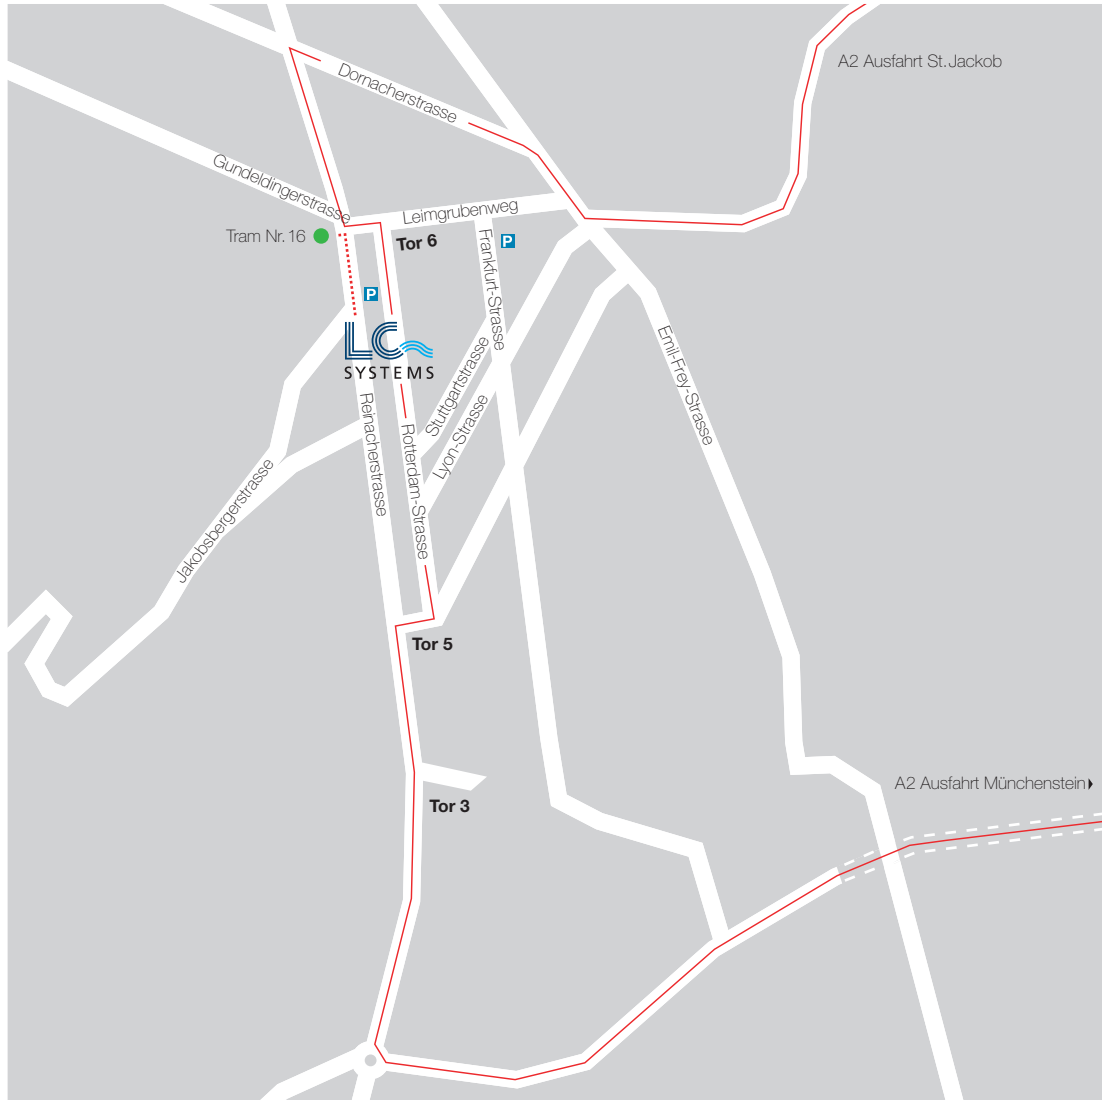 A2 Ausfahrt St. Jackob
Dornacherstrasse
Gundeldingerstrasse
Leimgrubenweg
Tram Nr. 16
Tor 6
P
Frankfurt-Strasse
P
LC
SYSTEMS
Stuttgartstrasse
Emil-Frey-Strasse
Lyon-Strasse
Reinacherstrasse
Rotterdam-Strasse
Jakobsbergerstrasse
Tor 5
A2 Ausfahrt Münchenstein
Tor 3